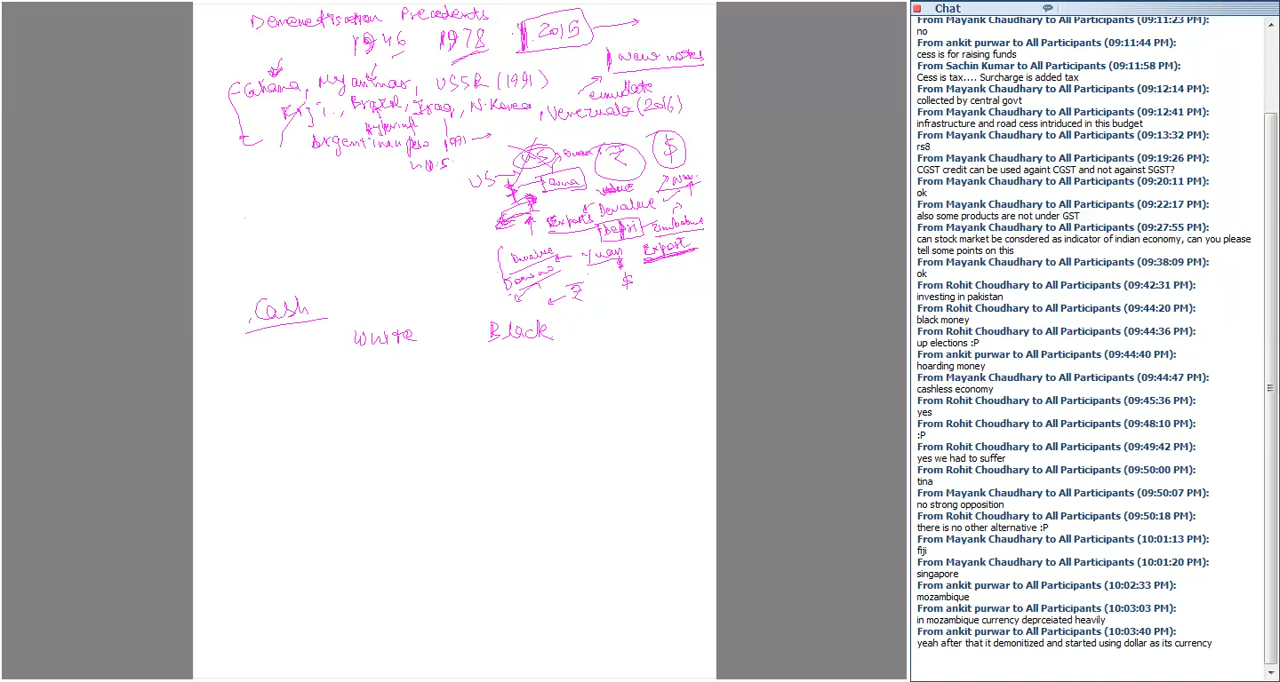 Demonetisation Precedents
1946 1978 2015
new notes
Ghana, Myanmar, USSR (1991)
emulate
Fiji, Brazil, Iraq, N. Korea, Venezuela (2016)
Argentinan peso 1991
US ₹ $
US
China
Exports Devalue
Zimbabwe
Devalue Yuan Export
₹ $
Cash
White Black
Chat
From Mayank Chaudhary to All Participants (09:11:23 PM):
no
From ankit purwar to All Participants (09:11:44 PM):
cess is for raising funds
From Sachin Kumar to All Participants (09:11:58 PM):
Cess is tax.... Surcharge is added tax
From Mayank Chaudhary to All Participants (09:12:14 PM):
collected by central govt
From Mayank Chaudhary to All Participants (09:12:41 PM):
infrastructure and road cess intriduced in this budget
From Mayank Chaudhary to All Participants (09:13:32 PM):
rs8
From Mayank Chaudhary to All Participants (09:19:26 PM):
CGST credit can be used againt CGST and not against SGST?
From Mayank Chaudhary to All Participants (09:20:11 PM):
ok
From Mayank Chaudhary to All Participants (09:22:17 PM):
also some products are not under GST
From Mayank Chaudhary to All Participants (09:27:55 PM):
can stock market be consdered as indicator of indian economy, can you please
tell some points on this
From Mayank Chaudhary to All Participants (09:38:09 PM):
ok
From Rohit Choudhary to All Participants (09:42:31 PM):
investing in pakistan
From Rohit Choudhary to All Participants (09:44:20 PM):
black money
From Rohit Choudhary to All Participants (09:44:36 PM):
up elections :P
From ankit purwar to All Participants (09:44:40 PM):
hoarding money
From Mayank Chaudhary to All Participants (09:44:47 PM):
cashless economy
From Rohit Choudhary to All Participants (09:45:36 PM):
yes
From Rohit Choudhary to All Participants (09:48:10 PM):
:P
From Rohit Choudhary to All Participants (09:49:42 PM):
yes we had to suffer
From Rohit Choudhary to All Participants (09:50:00 PM):
tina
From Mayank Chaudhary to All Participants (09:50:07 PM):
no strong opposition
From Rohit Choudhary to All Participants (09:50:18 PM):
there is no other alternative :P
From Mayank Chaudhary to All Participants (10:01:13 PM):
fiji
From Mayank Chaudhary to All Participants (10:01:20 PM):
singapore
From ankit purwar to All Participants (10:02:33 PM):
mozambique
From ankit purwar to All Participants (10:03:03 PM):
in mozambique currency deprceiated heavily
From ankit purwar to All Participants (10:03:40 PM):
yeah after that it demonitized and started using dollar as its currency